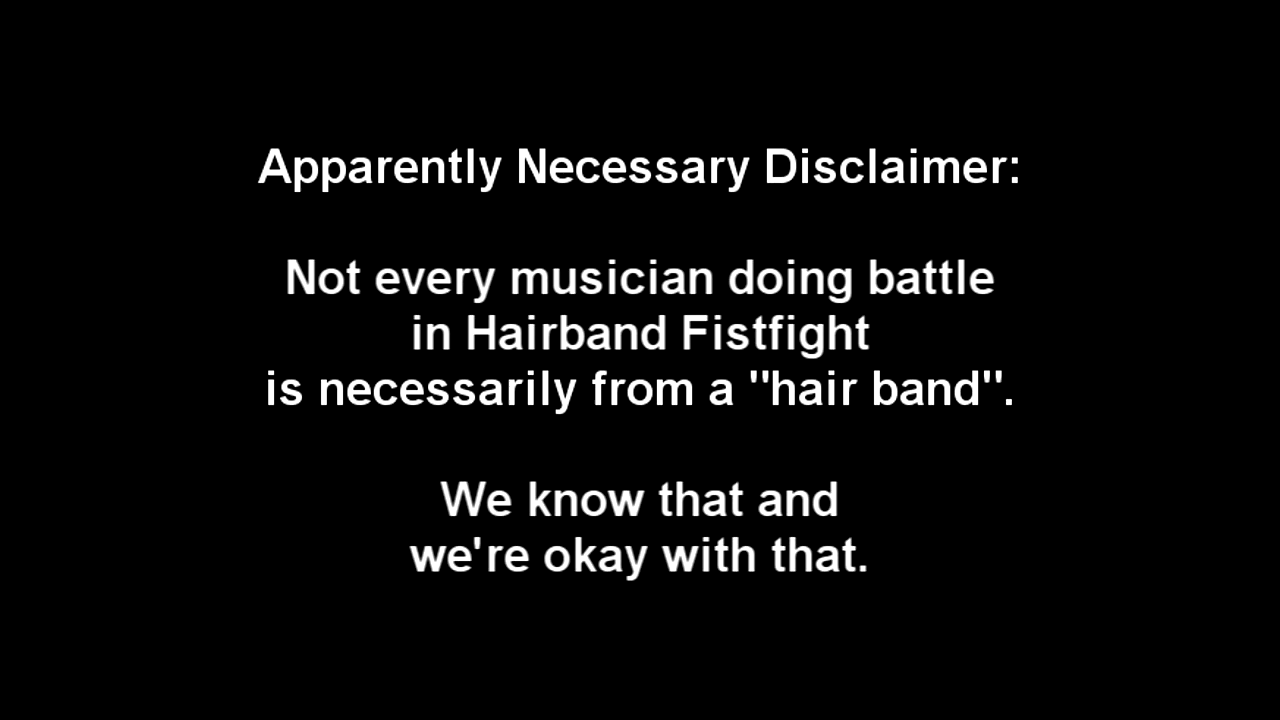 Apparently Necessary Disclaimer:
Not every musician doing battle
in Hairband Fistfight
is necessarily from a "hair band".
We know that and
we're okay with that.